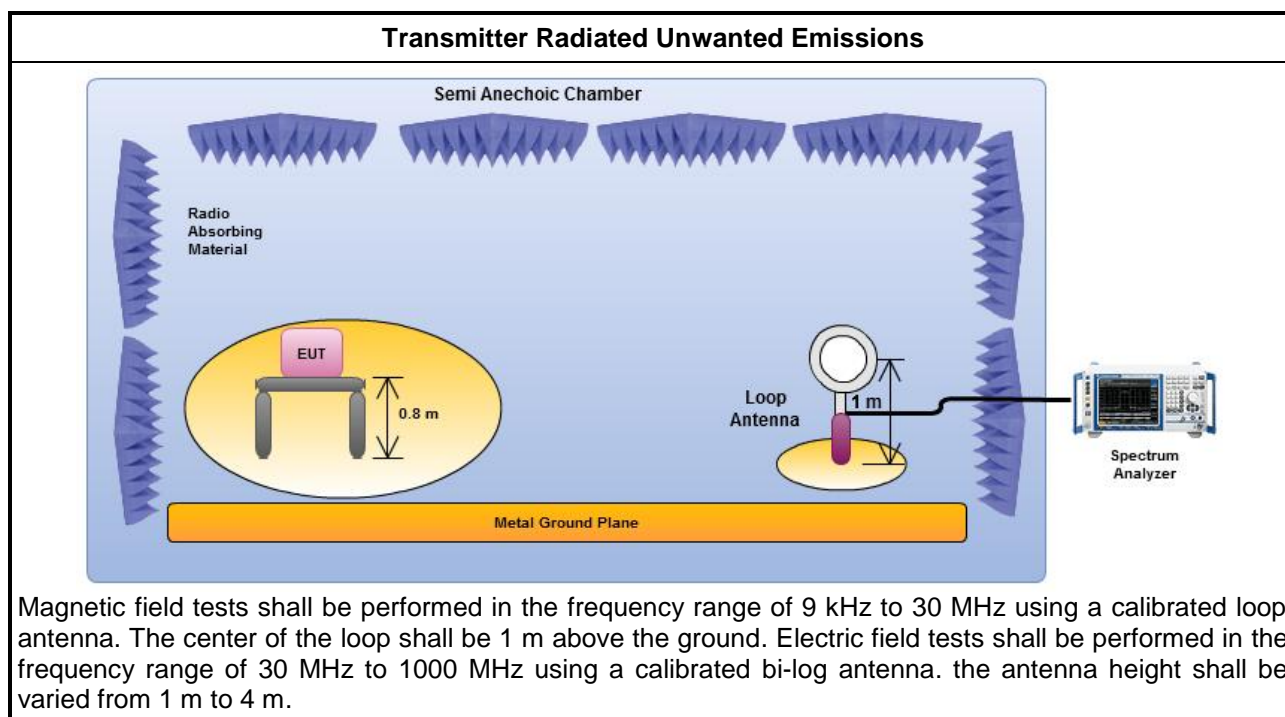 Transmitter Radiated Unwanted Emissions
Semi Anechoic Chamber
Radio
Absorbing
Material
EUT
0.8 m
Loop
Antenna
1 m
Spectrum
Analyzer
Metal Ground Plane
Magnetic field tests shall be performed in the frequency range of 9 kHz to 30 MHz using a calibrated loop
antenna. The center of the loop shall be 1 m above the ground. Electric field tests shall be performed in the
frequency range of 30 MHz to 1000 MHz using a calibrated bi-log antenna. the antenna height shall be
varied from 1 m to 4 m.